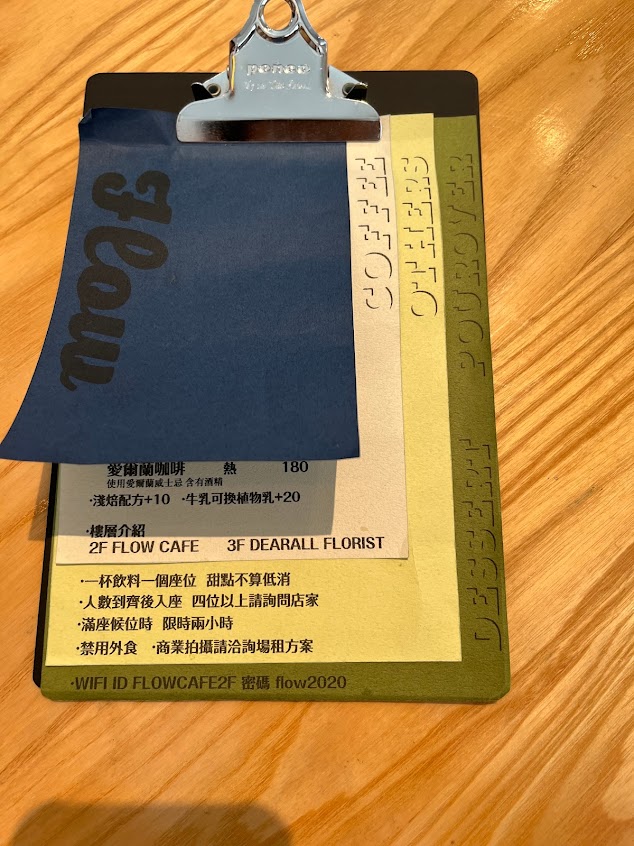 penco
Flow
COFFEE
OTHERS
POUROVER
DESSERT
愛爾蘭咖啡 熱 180
使用愛爾蘭威士忌 含有酒精
·淺焙配方+10 ·牛乳可換植物乳+20
·樓層介紹
2F FLOW CAFE 3F DEARALL FLORIST
·一杯飲料一個座位 甜點不算低消
·人數到齊後入座 四位以上請詢問店家
·滿座候位時 限時兩小時
·禁用外食 ·商業拍攝請洽詢場租方案
·WIFI ID FLOWCAFE2F 密碼 flow2020